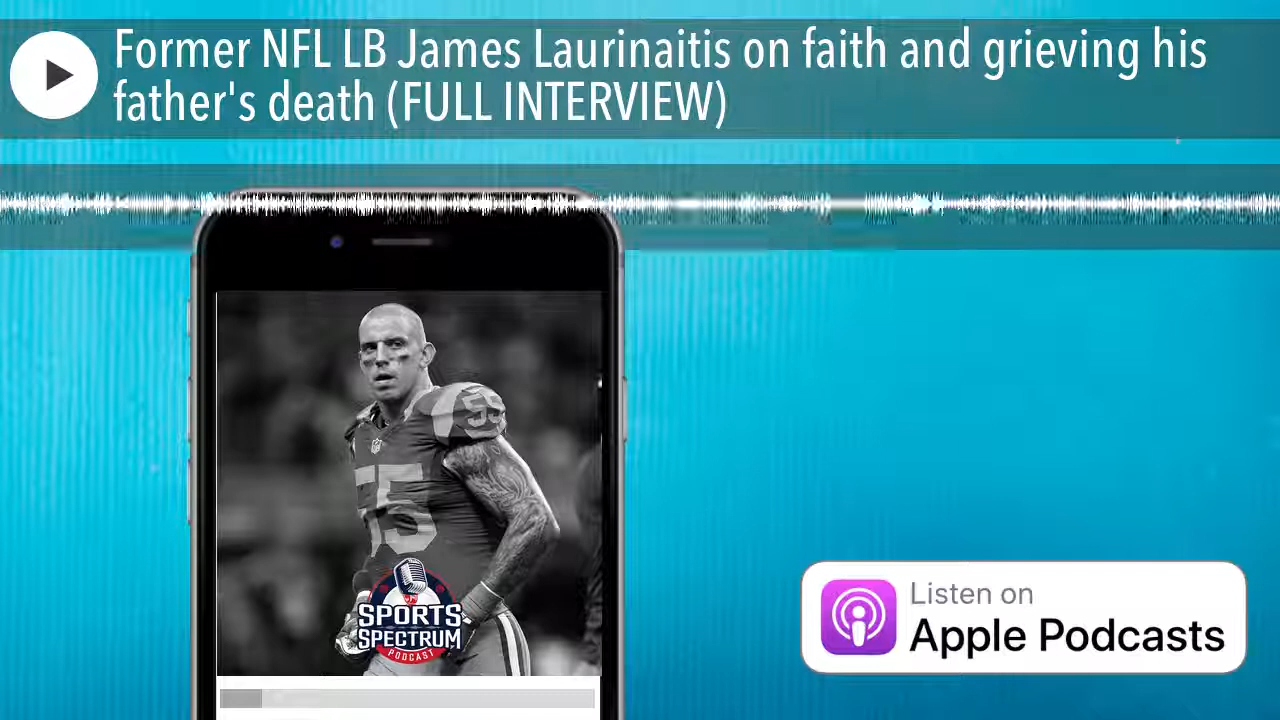 Former NFL LB James Laurinaitis on faith and grieving his
father's death (FULL INTERVIEW)
55
55
SPORTS
SPECTRUM
PODCAST
Listen on
Apple Podcasts